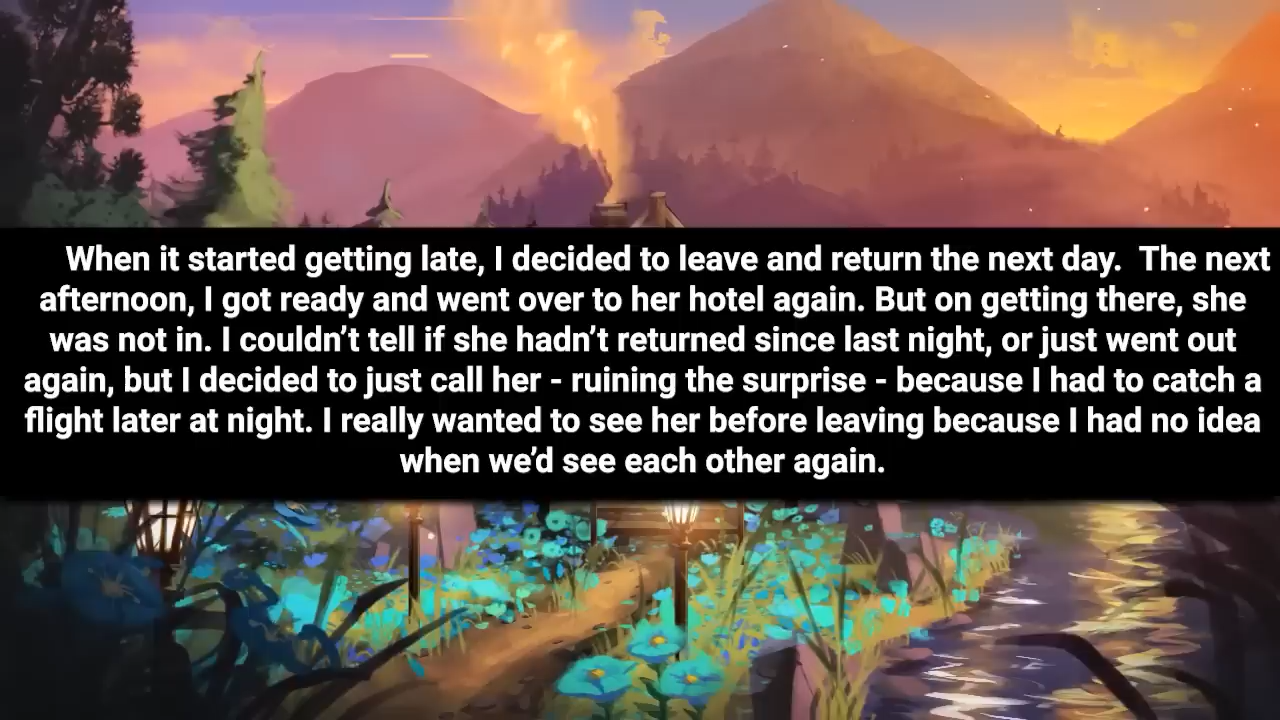 When it started getting late, I decided to leave and return the next day.  The next
afternoon, I got ready and went over to her hotel again. But on getting there, she
was not in. I couldn’t tell if she hadn’t returned since last night, or just went out
again, but I decided to just call her - ruining the surprise - because I had to catch a
flight later at night. I really wanted to see her before leaving because I had no idea
when we’d see each other again.